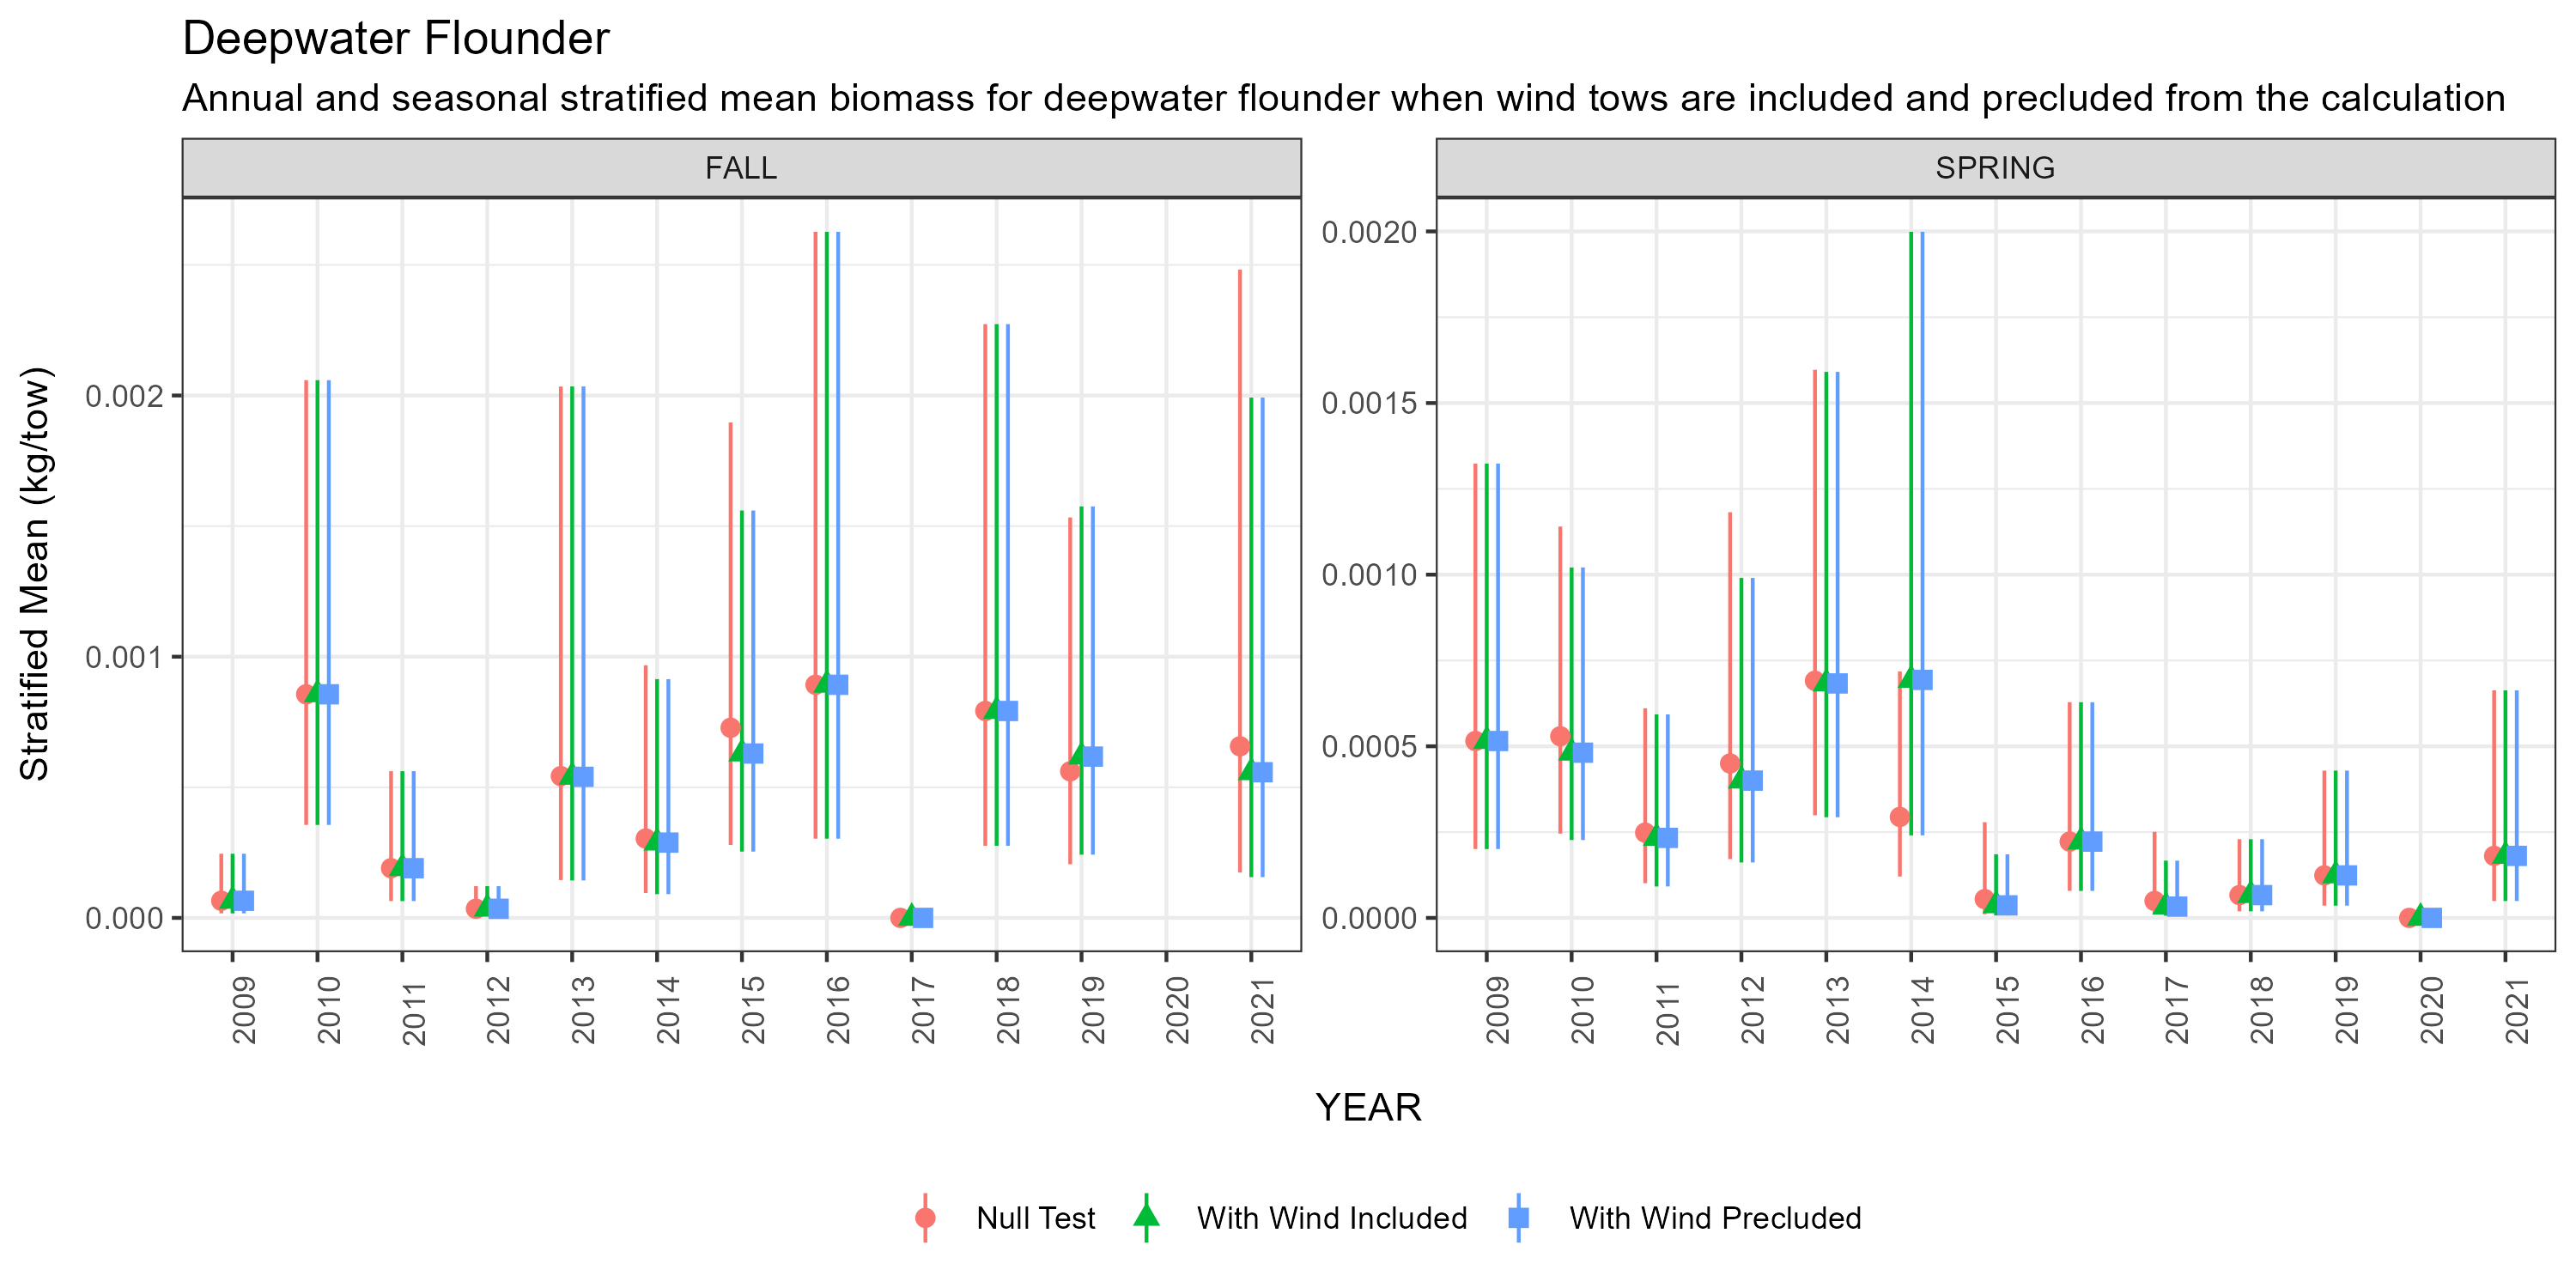 Deepwater Flounder
Annual and seasonal stratified mean biomass for deepwater flounder when wind tows are included and precluded from the calculation
FALL
SPRING
Stratified Mean (kg/tow)
0.002
0.001
0.000
0.0020
0.0015
0.0010
0.0005
0.0000
2009 2010 2011 2012 2013 2014 2015 2016 2017 2018 2019 2020 2021
2009 2010 2011 2012 2013 2014 2015 2016 2017 2018 2019 2020 2021
YEAR
Null Test With Wind Included With Wind Precluded